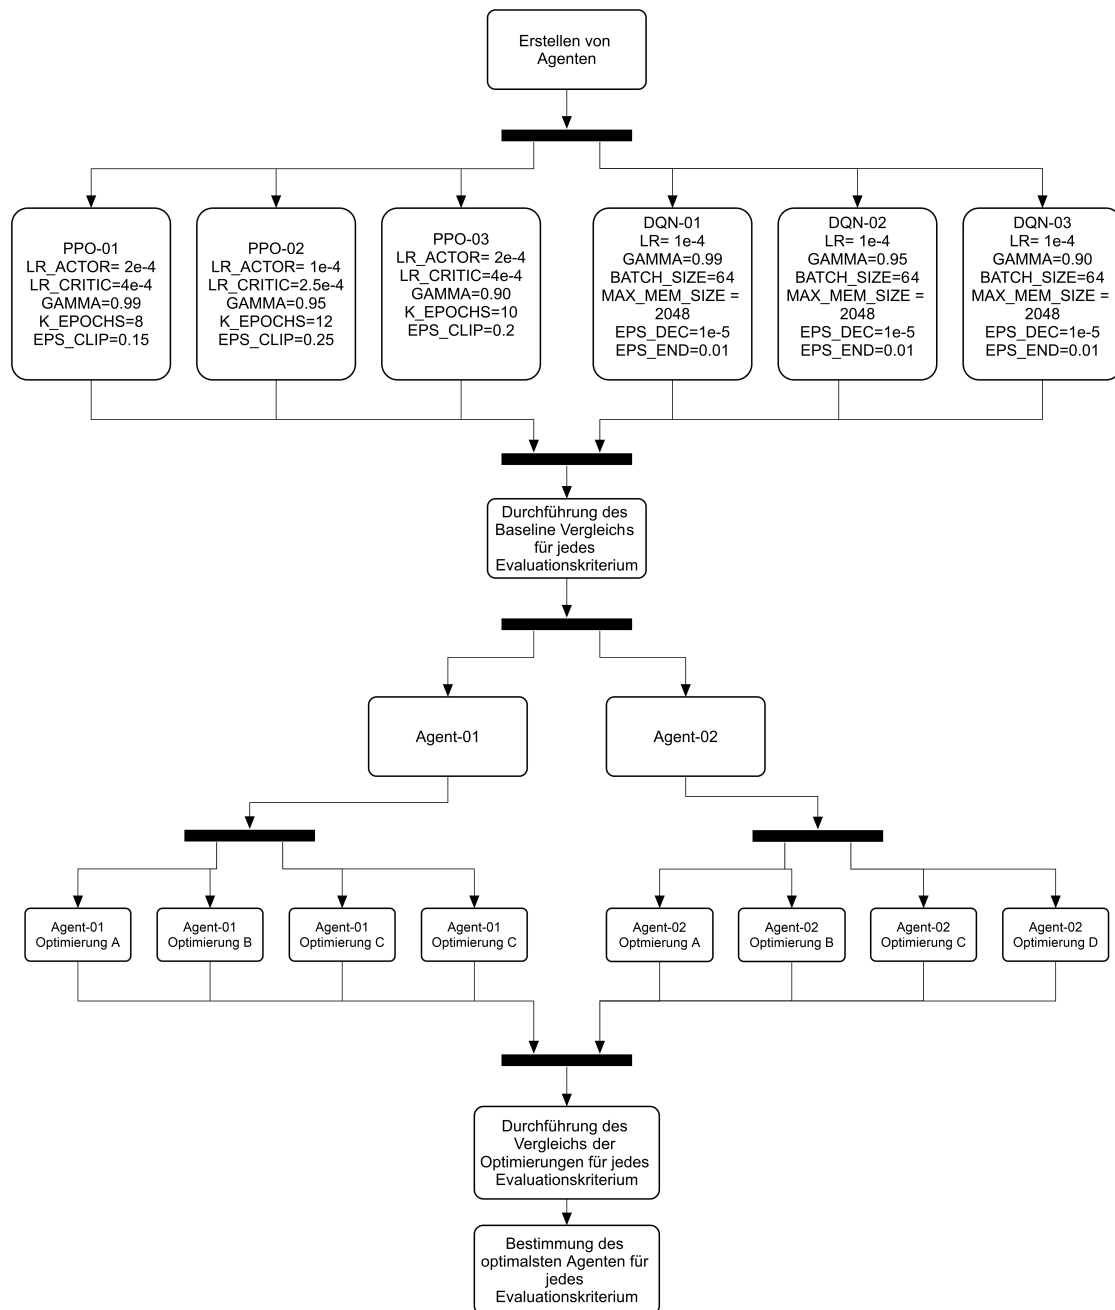 Erstellen von
Agenten
PPO-01
LR_ACTOR= 2e-4
LR_CRITIC=4e-4
GAMMA=0.99
K_EPOCHS=8
EPS_CLIP=0.15
PPO-02
LR_ACTOR= 1e-4
LR_CRITIC=2.5e-4
GAMMA=0.95
K_EPOCHS=12
EPS_CLIP=0.25
PPO-03
LR_ACTOR= 2e-4
LR_CRITIC=4e-4
GAMMA=0.90
K_EPOCHS=10
EPS_CLIP=0.2
DQN-01
LR= 1e-4
GAMMA=0.99
BATCH_SIZE=64
MAX_MEM_SIZE =
2048
EPS_DEC=1e-5
EPS_END=0.01
DQN-02
LR= 1e-4
GAMMA=0.95
BATCH_SIZE=64
MAX_MEM_SIZE =
2048
EPS_DEC=1e-5
EPS_END=0.01
DQN-03
LR= 1e-4
GAMMA=0.90
BATCH_SIZE=64
MAX_MEM_SIZE =
2048
EPS_DEC=1e-5
EPS_END=0.01
Durchführung des
Baseline Vergleichs
für jedes
Evaluationskriterium
Agent-01
Agent-02
Agent-01
Optimierung A
Agent-01
Optimierung B
Agent-01
Optimierung C
Agent-01
Optimierung C
Agent-02
Optimierung A
Agent-02
Optimierung B
Agent-02
Optimierung C
Agent-02
Optimierung D
Durchführung des
Vergleichs der
Optimierungen für jedes
Evaluationskriterium
Bestimmung des
optimalsten Agenten für
jedes
Evaluationskriterium